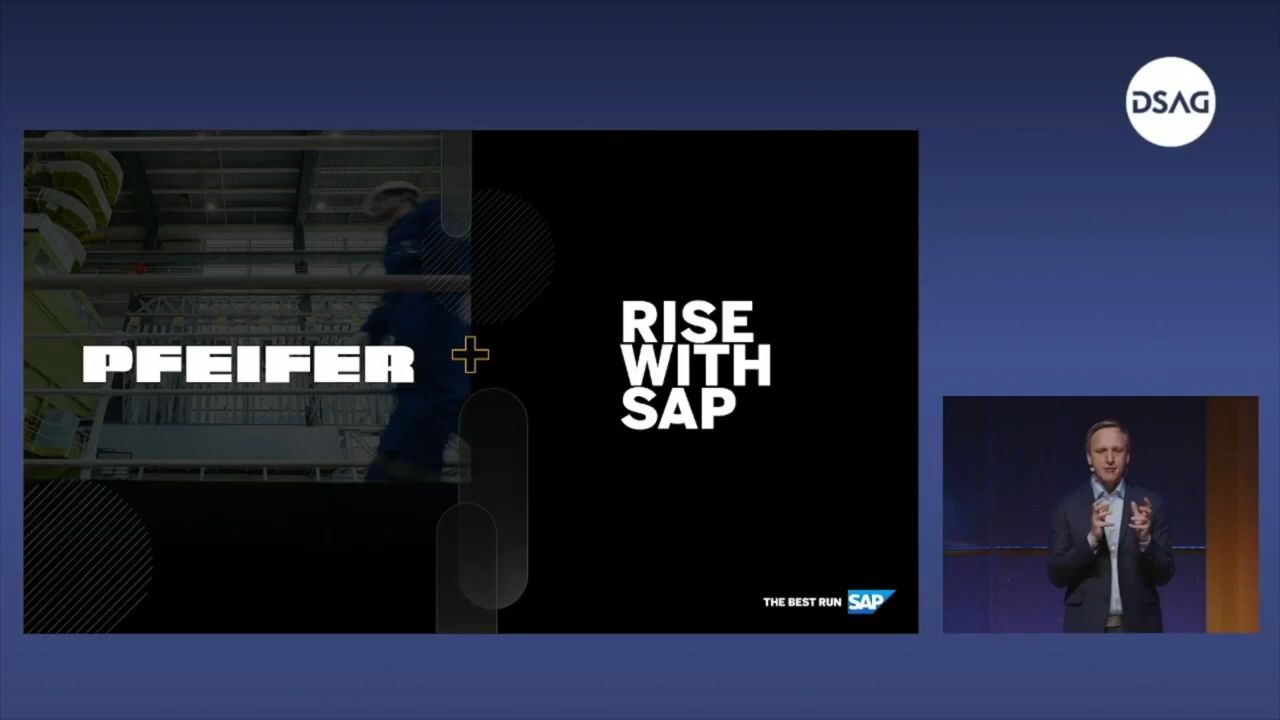 DSAG
PFEIFER
RISE
WITH
SAP
THE BEST RUN SAP